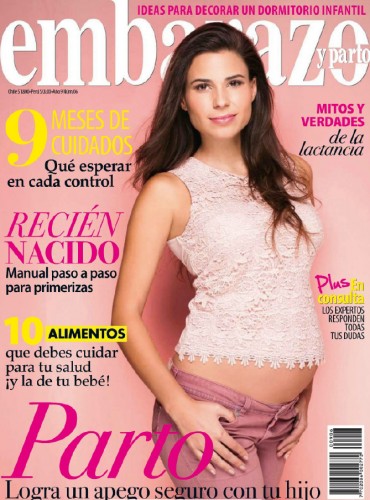 IDEAS PARA DECORAR UN DORMITORIO INFANTIL
embarazo
y parto
MITOS Y
VERDADES
de la
lactancia
9 MESES DE
CUIDADOS
Qué esperar
en cada control
RECIÉN
NACIDO
Manual paso a paso
para primerizas
Plus En
consulta
LOS EXPERTOS
RESPONDEN
TODAS
TUS DUDAS
10 ALIMENTOS
que debes cuidar
para tu salud
¡y la de tu bebé!
Parto
Logra un apego seguro con tu hijo